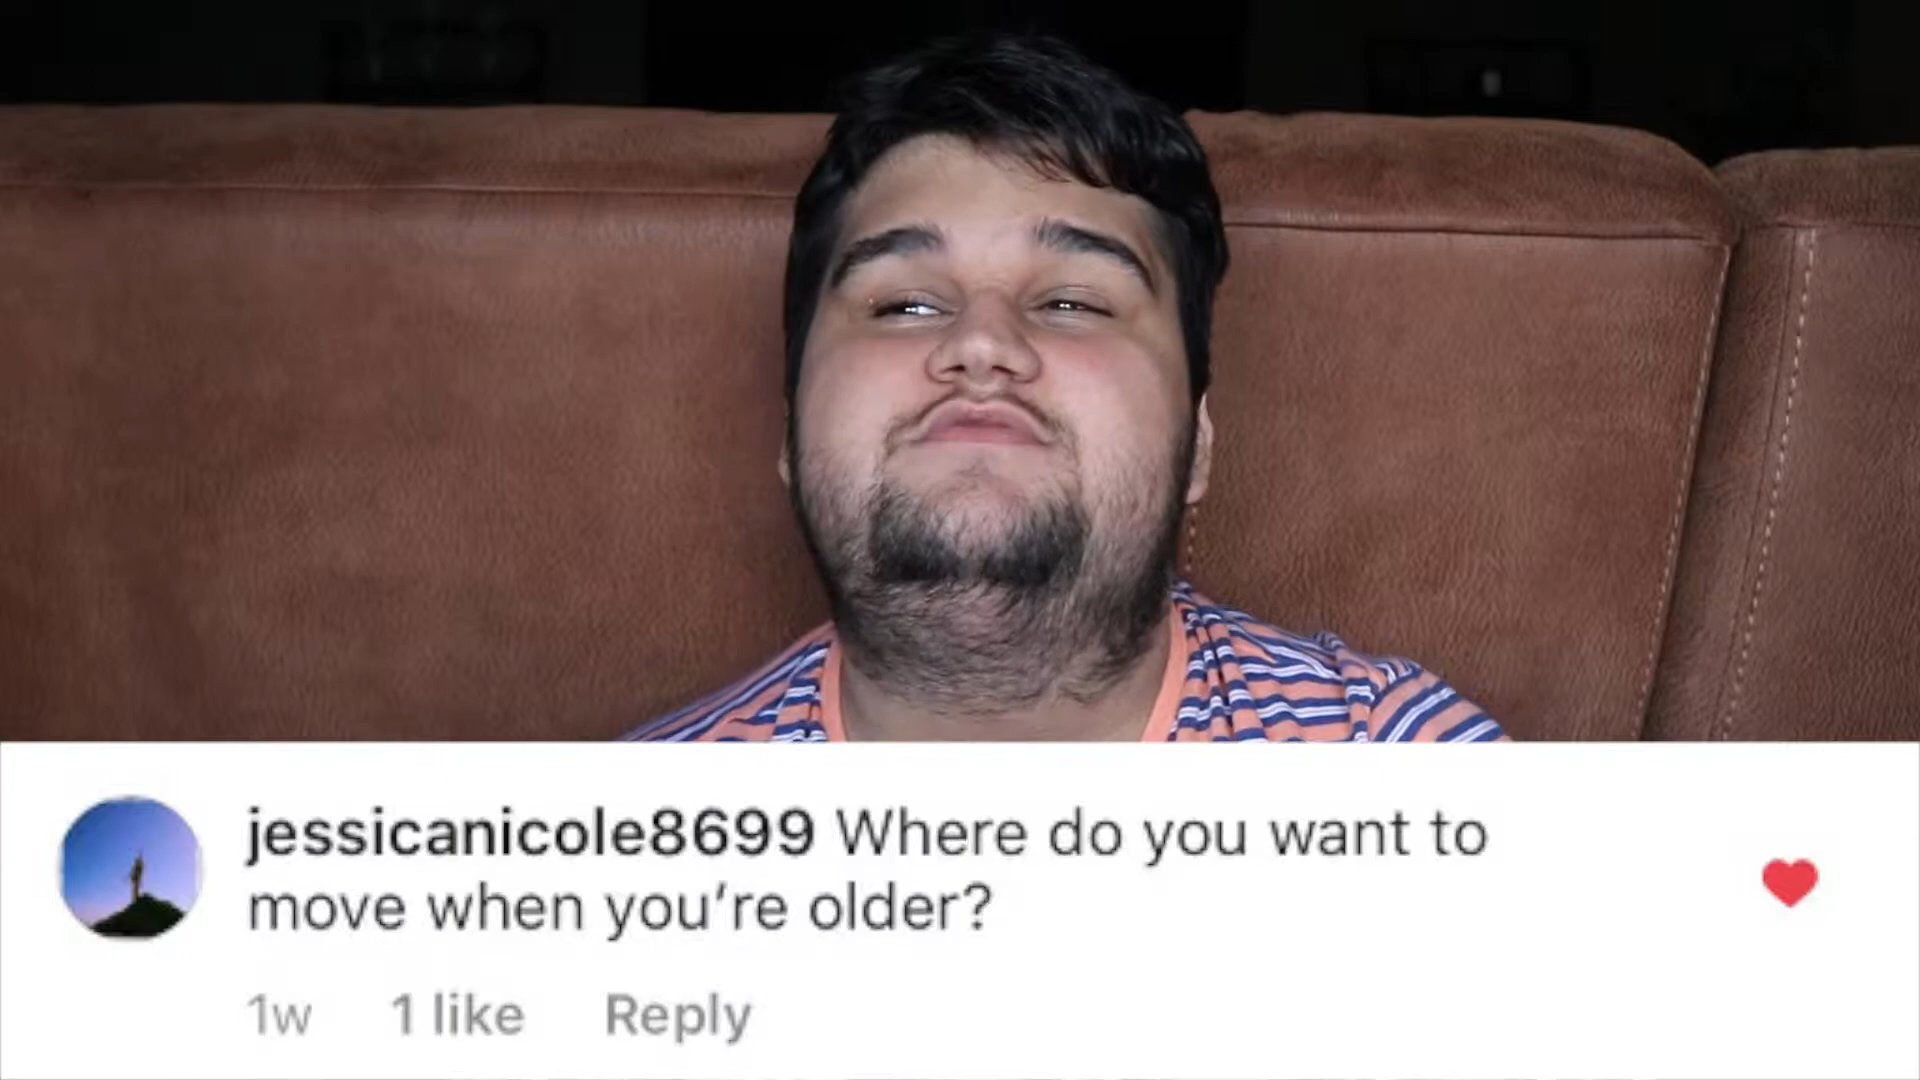 jessicanicole8699 Where do you want to
move when you're older?
1w 1 like Reply